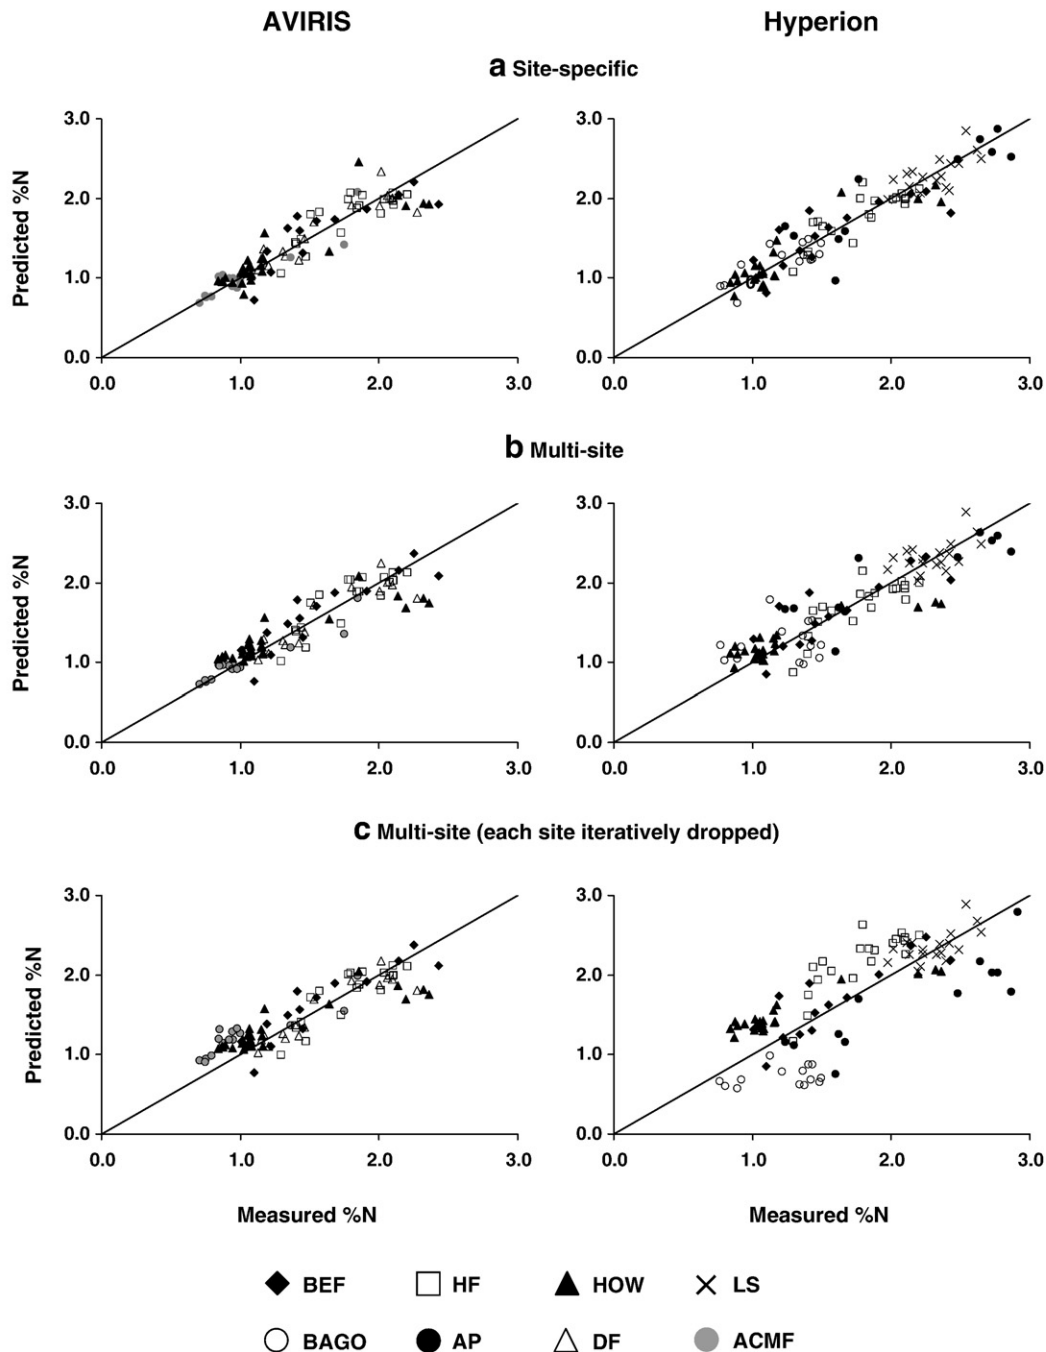 AVIRIS Hyperion
a Site-specific
Predicted %N
3.0
2.0
1.0
0.0
0.0 1.0 2.0 3.0
3.0
2.0
1.0
0.0
0.0 1.0 2.0 3.0
b Multi-site
Predicted %N
3.0
2.0
1.0
0.0
0.0 1.0 2.0 3.0
3.0
2.0
1.0
0.0
0.0 1.0 2.0 3.0
c Multi-site (each site iteratively dropped)
Predicted %N
3.0
2.0
1.0
0.0
0.0 1.0 2.0 3.0
3.0
2.0
1.0
0.0
0.0 1.0 2.0 3.0
Measured %N Measured %N
BEF HF HOW LS
BAGO AP DF ACMF